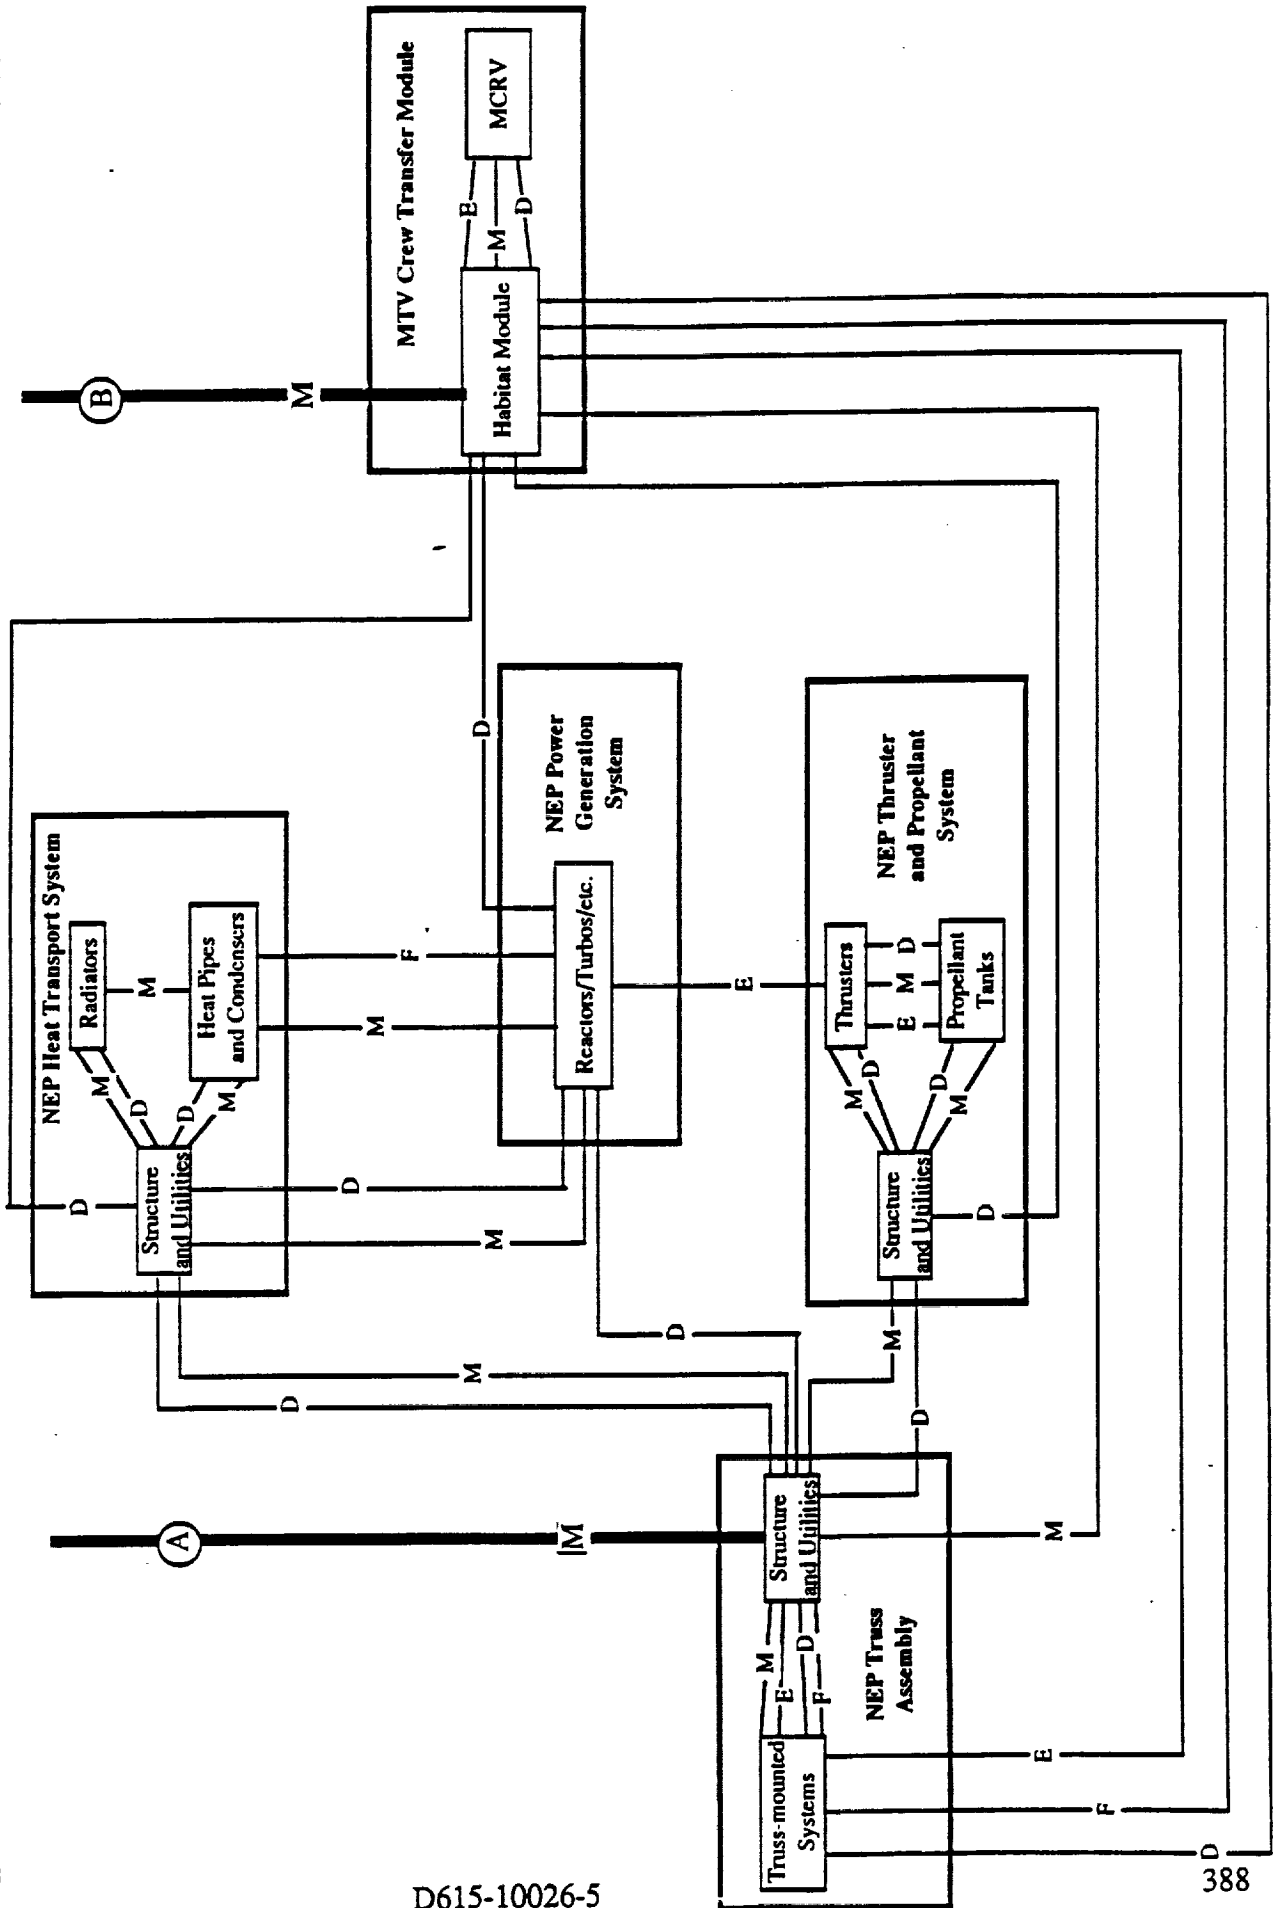 MTV Crew Transfer Module
MCRV
E
M
D
Habitat Module
B
M
NEP Heat Transport System
Radiators
M
Heat Pipes
and Condensers
M
D
D
M
Structure
and Utilities
D
D
NEP Power
Generation
System
Reactors/Turbos/etc.
F
M
D
M
E
D
NEP Thruster
and Propellant
System
Thrusters
E
M
D
Propellant
Tanks
M
D
D
M
Structure
and Utilities
D
M
D
M
D
A
M
Structure
and Utilities
M
E
D
F
NEP Truss
Assembly
Truss-mounted
Systems
M
E
F
D
D615-10026-5
388